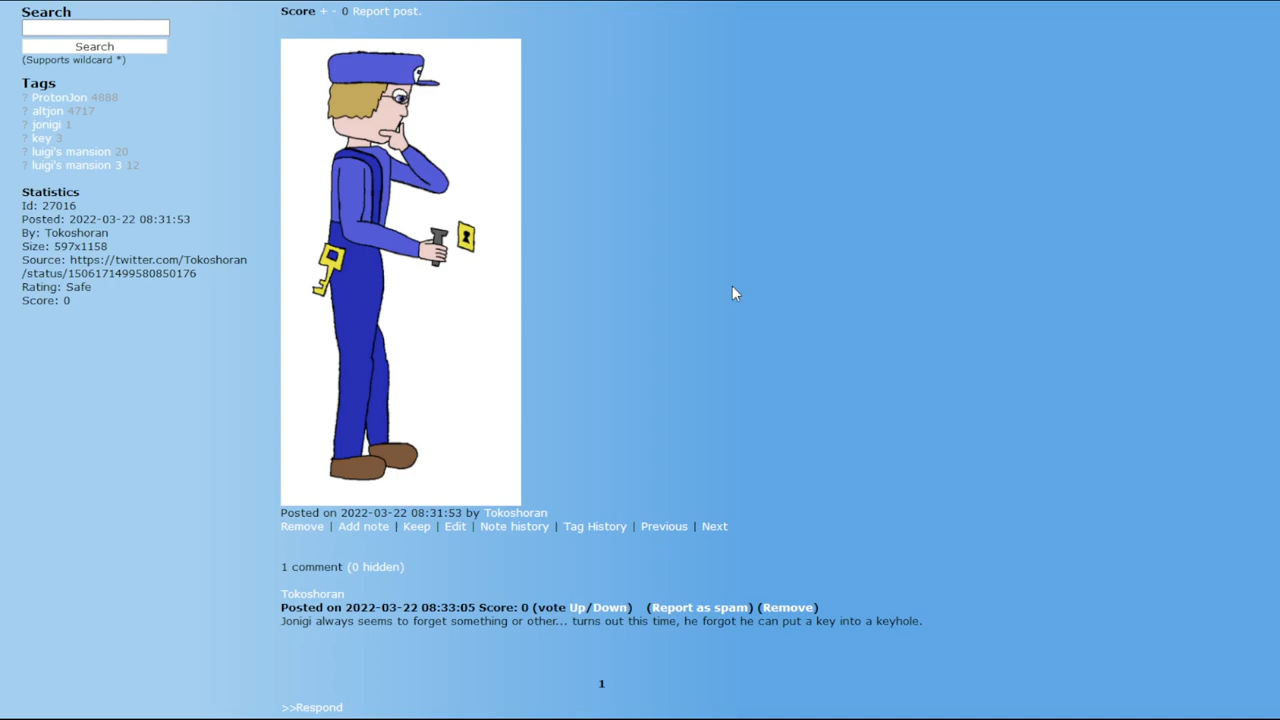 Search
Search
(Supports wildcard *)
Tags
? ProtonJon 4888
? altjon 4717
? jonigi 1
? key 3
? luigi's mansion 20
? luigi's mansion 3 12
Statistics
Id: 27016
Posted: 2022-03-22 08:31:53
By: Tokoshoran
Size: 597x1158
Source: https://twitter.com/Tokoshoran
/status/1506171499580850176
Rating: Safe
Score: 0
Score + - 0 Report post.
Posted on 2022-03-22 08:31:53 by Tokoshoran
Remove | Add note | Keep | Edit | Note history | Tag History | Previous | Next
1 comment (0 hidden)
Tokoshoran
Posted on 2022-03-22 08:33:05 Score: 0 (vote Up/Down) (Report as spam) (Remove)
Jonigi always seems to forget something or other... turns out this time, he forgot he can put a key into a keyhole.
1
>>Respond